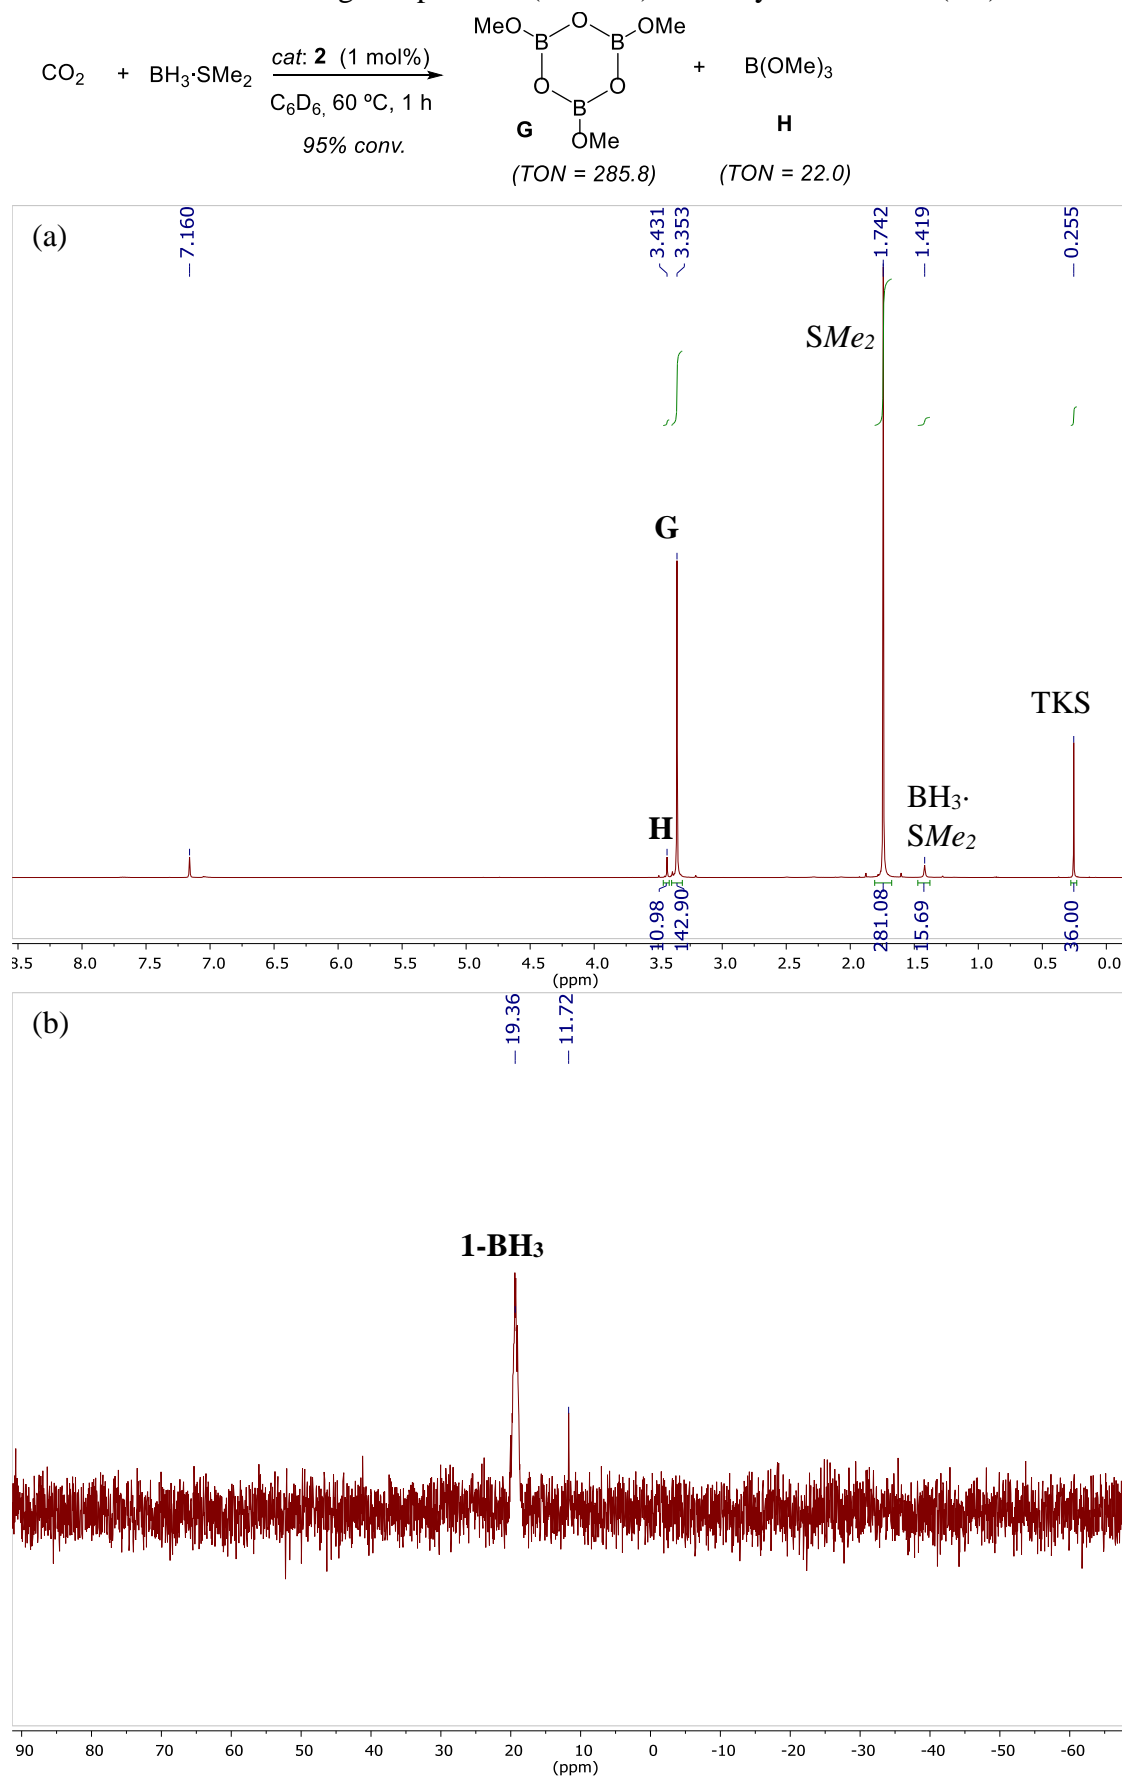 CO2 + BH3·SMe2
cat: 2 (1 mol%)
C6D6, 60 ºC, 1 h
95% conv.
MeO B O B OMe
O O
B
OMe
G
(TON = 285.8)
+
B(OMe)3
H
(TON = 22.0)
(a)
7.160
3.431
3.353
1.742
1.419
0.255
SMe2
G
TKS
H
BH3·
SMe2
10.98
142.90
281.08
15.69
36.00
3.5 8.0 7.5 7.0 6.5 6.0 5.5 5.0 4.5 4.0 3.5 3.0 2.5 2.0 1.5 1.0 0.5 0.0
(ppm)
(b)
19.36
11.72
1-BH3
90 80 70 60 50 40 30 20 10 0 -10 -20 -30 -40 -50 -60
(ppm)